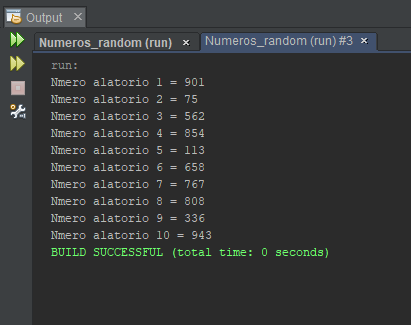 Output
Numeros_random (run)
Numeros_random (run) #3
run:
Nmero alatorio 1 = 901
Nmero alatorio 2 = 75
Nmero alatorio 3 = 562
Nmero alatorio 4 = 854
Nmero alatorio 5 = 113
Nmero alatorio 6 = 658
Nmero alatorio 7 = 767
Nmero alatorio 8 = 808
Nmero alatorio 9 = 336
Nmero alatorio 10 = 943
BUILD SUCCESSFUL (total time: 0 seconds)